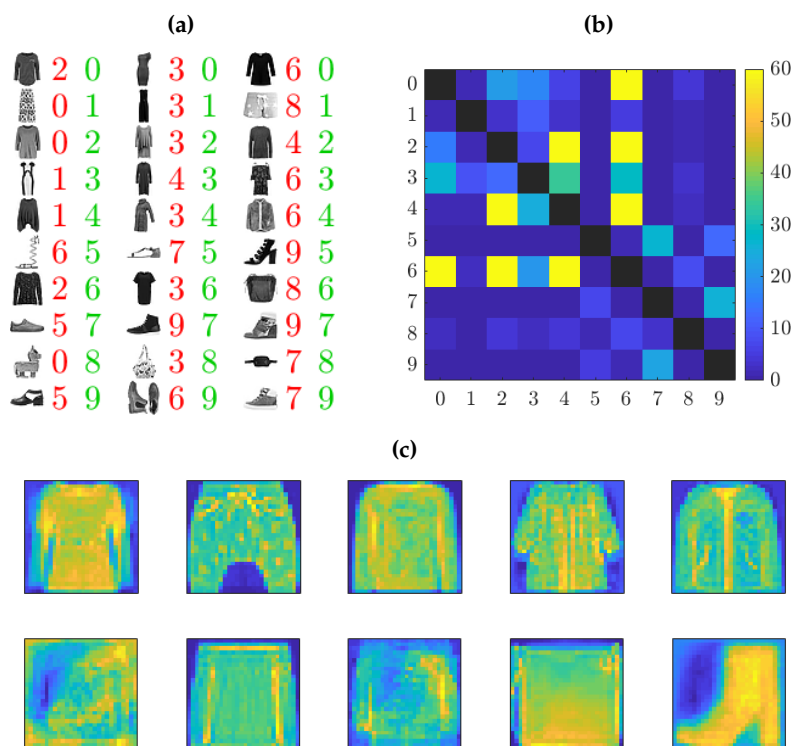 (a)
2 0 3 0 6 0
0 1 3 1 8 1
0 2 3 2 4 2
1 3 4 3 6 3
1 4 3 4 6 4
6 5 7 5 9 5
2 6 3 6 8 6
5 7 9 7 9 7
0 8 3 8 7 8
5 9 6 9 7 9
(b)
0
1
2
3
4
5
6
7
8
9
0 1 2 3 4 5 6 7 8 9
60
50
40
30
20
10
0
(c)